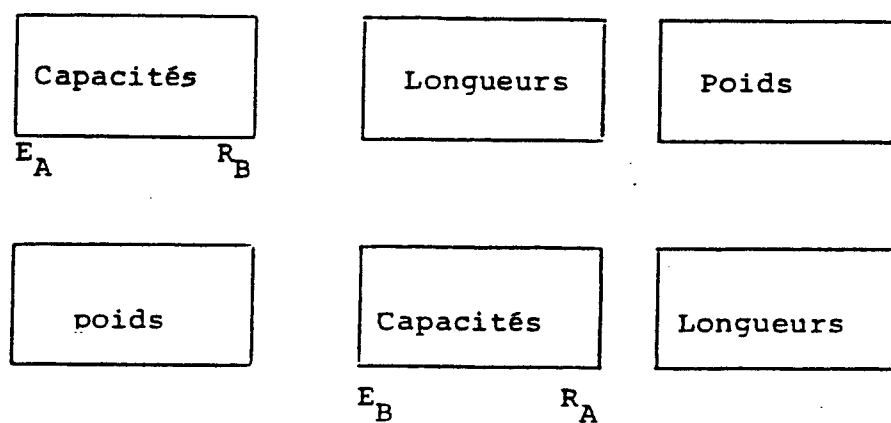 Capacités Longueurs Poids
E_A R_B
poids Capacités Longueurs
E_B R_A